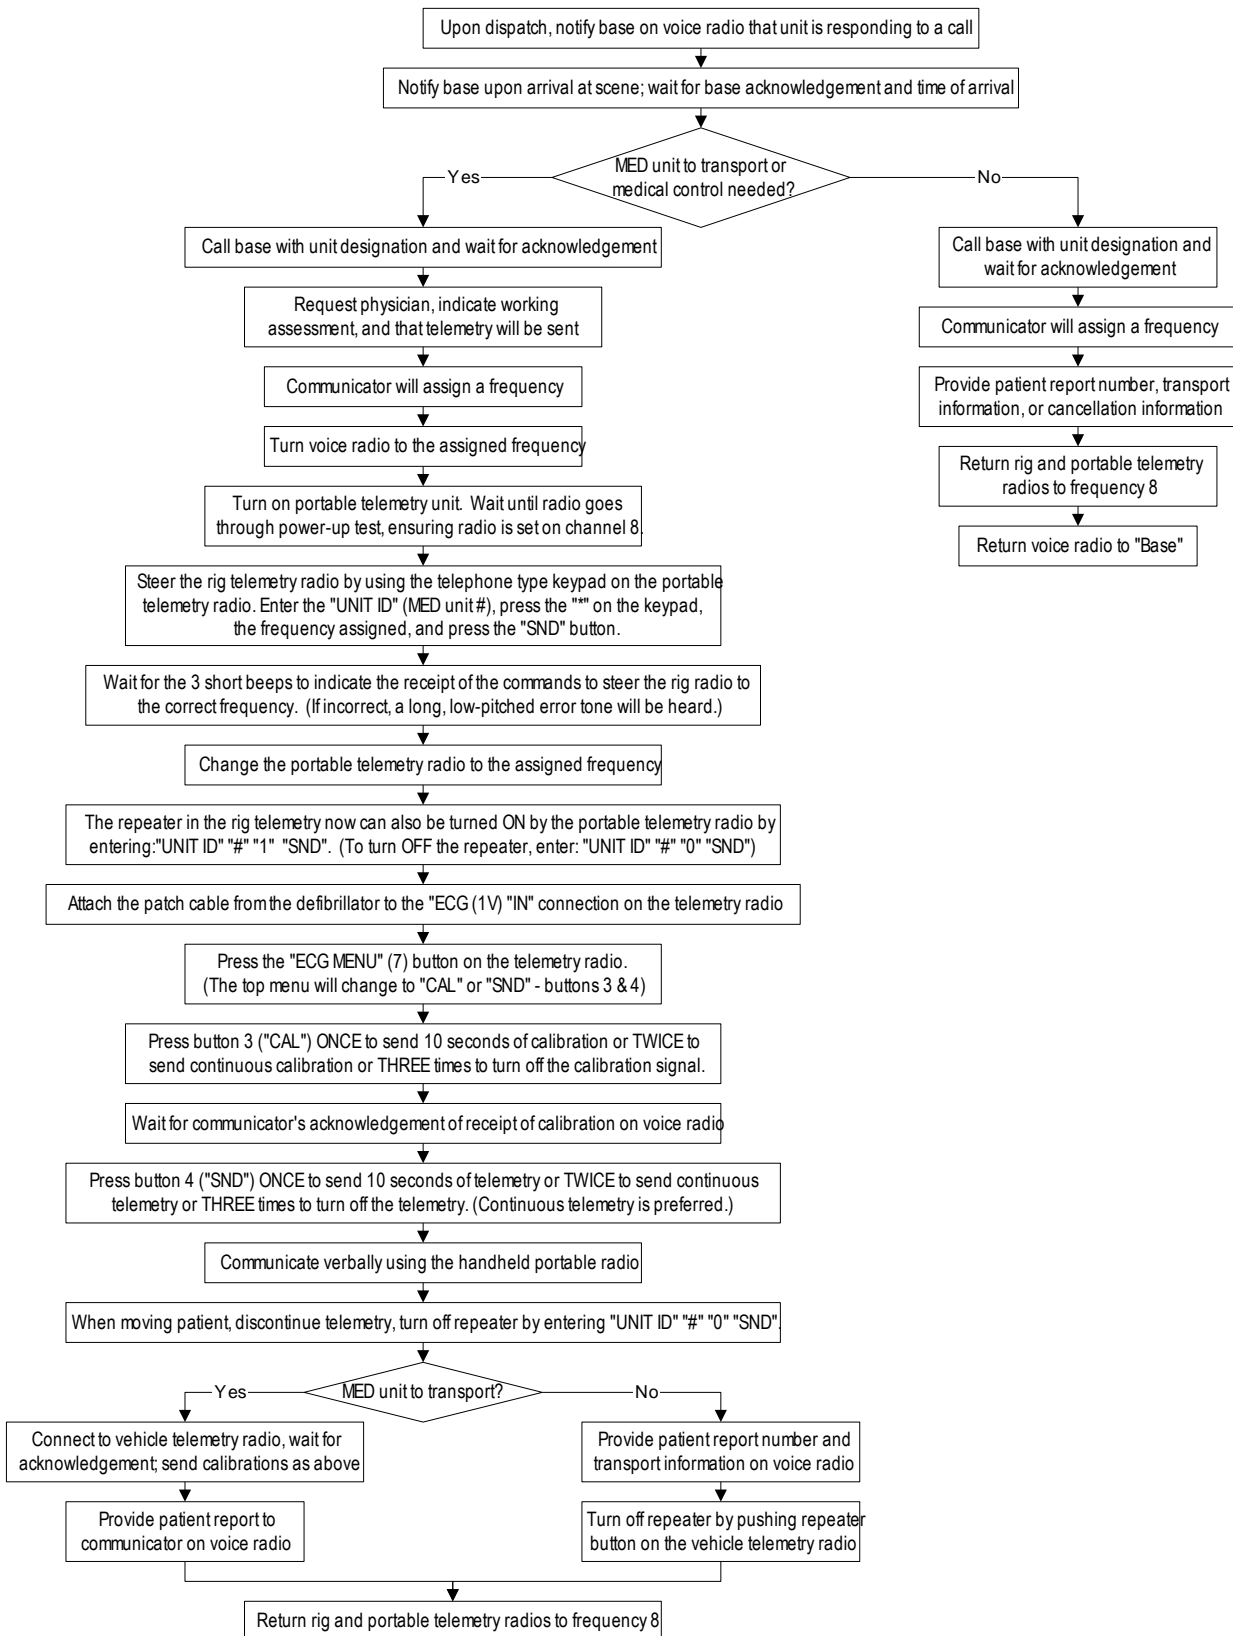 Upon dispatch, notify base on voice radio that unit is responding to a call
Notify base upon arrival at scene; wait for base acknowledgement and time of arrival
MED unit to transport or
medical control needed?
Yes
No
Call base with unit designation and wait for acknowledgement
Request physician, indicate working
assessment, and that telemetry will be sent
Communicator will assign a frequency
Turn voice radio to the assigned frequency
Turn on portable telemetry unit.  Wait until radio goes
through power-up test, ensuring radio is set on channel 8.
Steer the rig telemetry radio by using the telephone type keypad on the portable
telemetry radio. Enter the "UNIT ID" (MED unit #), press the "*" on the keypad,
the frequency assigned, and press the "SND" button.
Wait for the 3 short beeps to indicate the receipt of the commands to steer the rig radio to
the correct frequency.  (If incorrect, a long, low-pitched error tone will be heard.)
Change the portable telemetry radio to the assigned frequency
The repeater in the rig telemetry now can also be turned ON by the portable telemetry radio by
entering:"UNIT ID" "#" "1"  "SND".  (To turn OFF the repeater, enter: "UNIT ID" "#" "0" "SND")
Attach the patch cable from the defibrillator to the "ECG (1V) "IN" connection on the telemetry radio
Press the "ECG MENU" (7) button on the telemetry radio.
(The top menu will change to "CAL" or "SND" - buttons 3 & 4)
Press button 3 ("CAL") ONCE to send 10 seconds of calibration or TWICE to
send continuous calibration or THREE times to turn off the calibration signal.
Wait for communicator's acknowledgement of receipt of calibration on voice radio
Press button 4 ("SND") ONCE to send 10 seconds of telemetry or TWICE to send continuous
telemetry or THREE times to turn off the telemetry. (Continuous telemetry is preferred.)
Communicate verbally using the handheld portable radio
When moving patient, discontinue telemetry, turn off repeater by entering "UNIT ID" "#" "0" "SND".
MED unit to transport?
Yes
No
Connect to vehicle telemetry radio, wait for
acknowledgement; send calibrations as above
Provide patient report to
communicator on voice radio
Provide patient report number and
transport information on voice radio
Turn off repeater by pushing repeater
button on the vehicle telemetry radio
Return rig and portable telemetry radios to frequency 8
Call base with unit designation and
wait for acknowledgement
Communicator will assign a frequency
Provide patient report number, transport
information, or cancellation information
Return rig and portable telemetry
radios to frequency 8
Return voice radio to "Base"